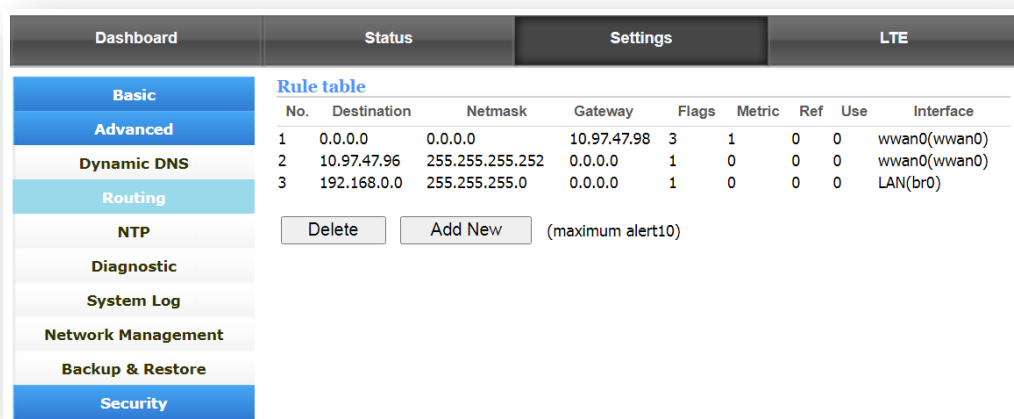 Dashboard Status Settings LTE
Basic
Advanced
Dynamic DNS
Routing
NTP
Diagnostic
System Log
Network Management
Backup & Restore
Security
Rule table
No. Destination Netmask Gateway Flags Metric Ref Use Interface
1 0.0.0.0 0.0.0.0 10.97.47.98 3 1 0 0 wwan0(wwan0)
2 10.97.47.96 255.255.255.252 0.0.0.0 1 0 0 0 wwan0(wwan0)
3 192.168.0.0 255.255.255.0 0.0.0.0 1 0 0 0 LAN(br0)
Delete Add New (maximum alert10)